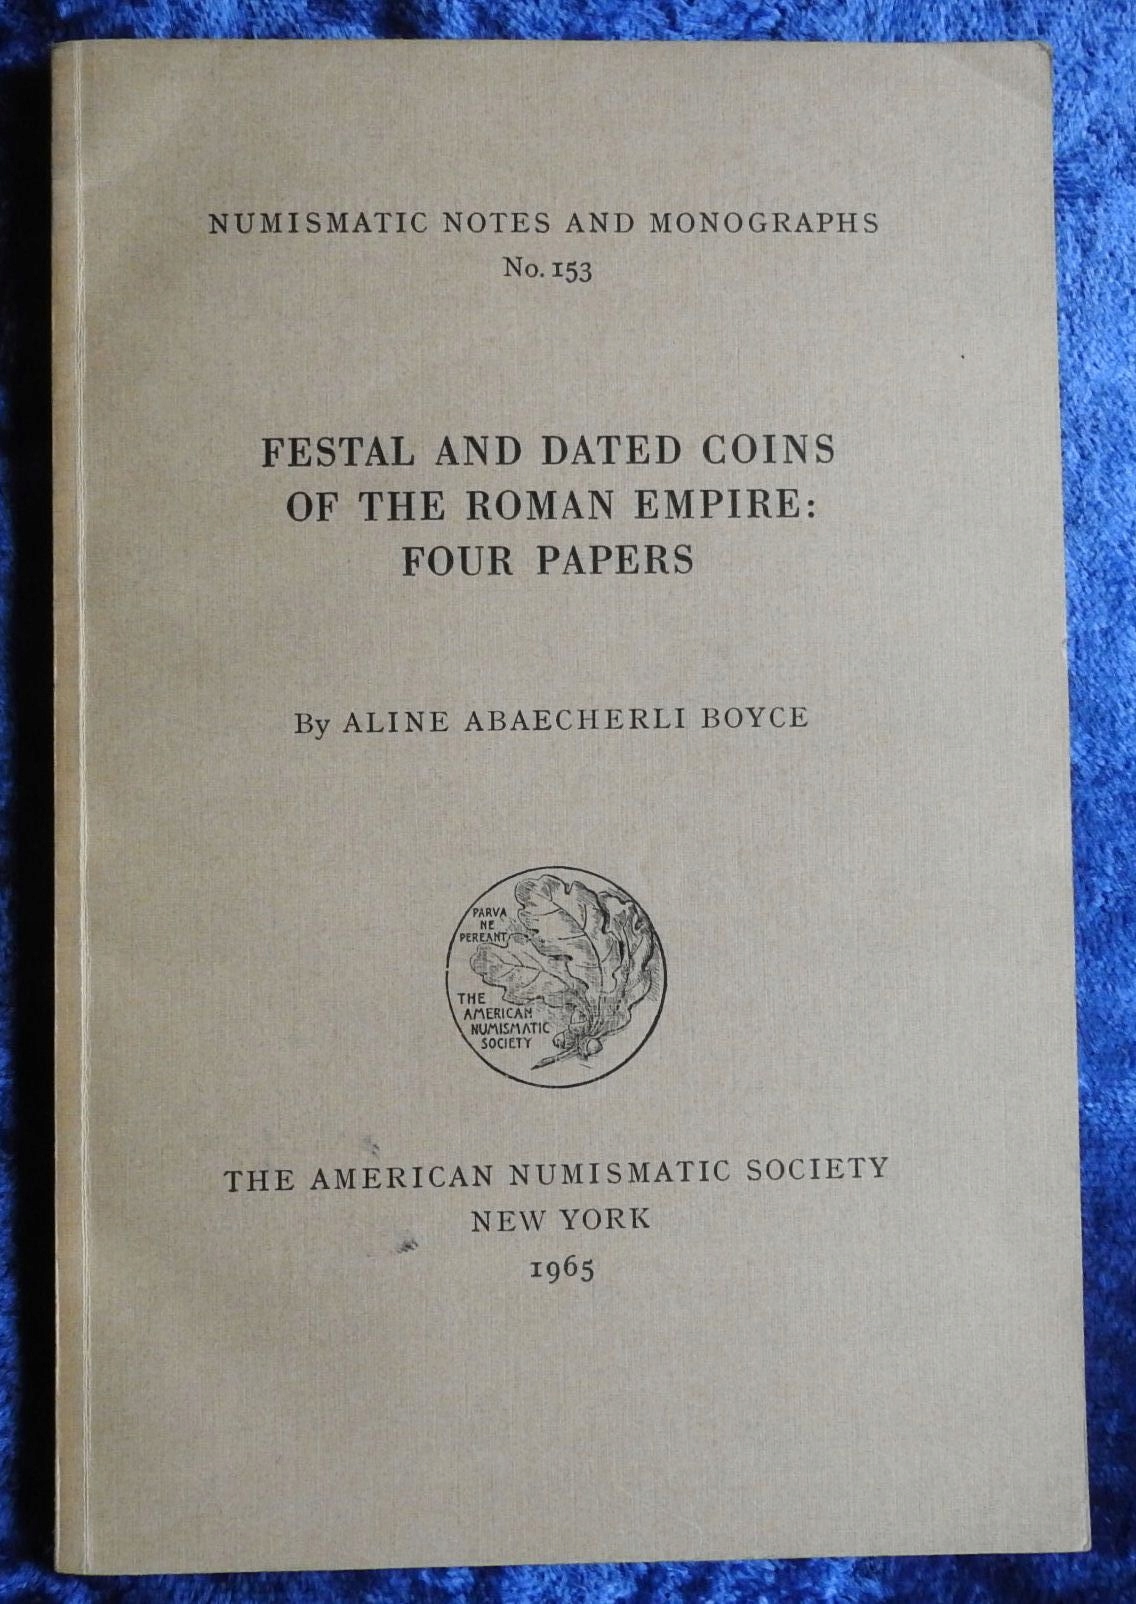 NUMISMATIC NOTES AND MONOGRAPHS
No. 153
FESTAL AND DATED COINS
OF THE ROMAN EMPIRE:
FOUR PAPERS
By ALINE ABAECHERLI BOYCE
PARVA
NE
PEREANT
THE
AMERICAN
NUMISMATIC
SOCIETY
THE AMERICAN NUMISMATIC SOCIETY
NEW YORK
1965